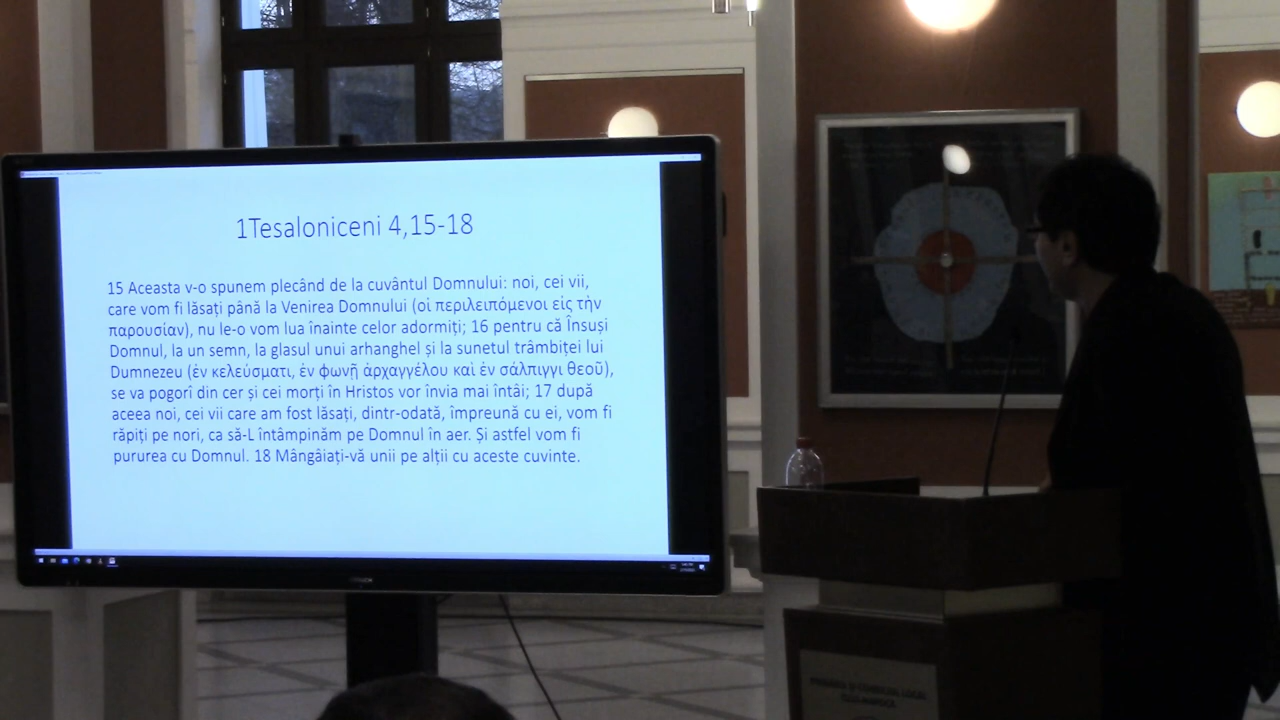 1Tesaloniceni 4,15-18
15 Aceasta v-o spunem plecând de la cuvântul Domnului: noi, cei vii,
care vom fi lăsați până la Venirea Domnului (οἱ περιλειπόμενοι εἰς τὴν
παρουσίαν), nu le-o vom lua înainte celor adormiți; 16 pentru că Însuși
Domnul, la un semn, la glasul unui arhanghel și la sunetul trâmbiței lui
Dumnezeu (ἐν κελεύσματι, ἐν φωνῇ ἀρχαγγέλου καὶ ἐν σάλπιγγι θεοῦ),
se va pogorî din cer și cei morți în Hristos vor învia mai întâi; 17 după
aceea noi, cei vii care am fost lăsați, dintr-odată, împreună cu ei, vom fi
răpiți pe nori, ca să-L întâmpinăm pe Domnul în aer. Și astfel vom fi
pururea cu Domnul. 18 Mângâiați-vă unii pe alții cu aceste cuvinte.